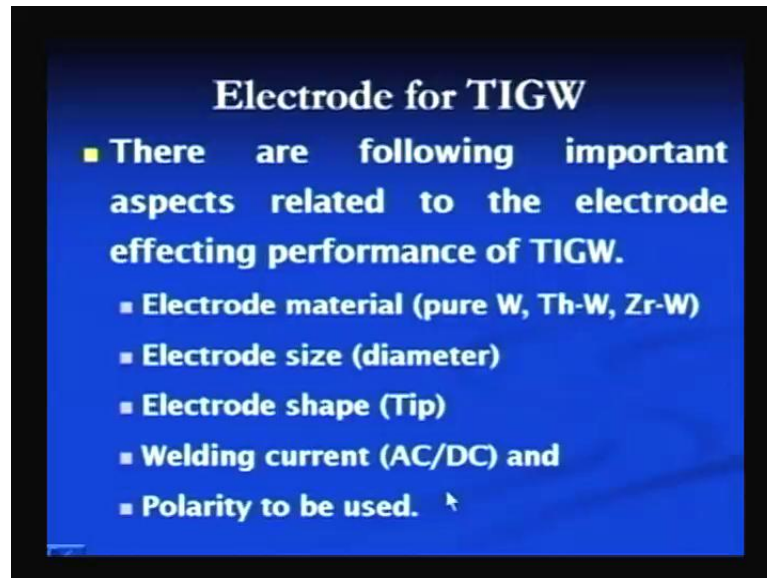 Electrode for TIGW
There are following important
aspects related to the electrode
effecting performance of TIGW.
Electrode material (pure W, Th-W, Zr-W)
Electrode size (diameter)
Electrode shape (Tip)
Welding current (AC/DC) and
Polarity to be used.